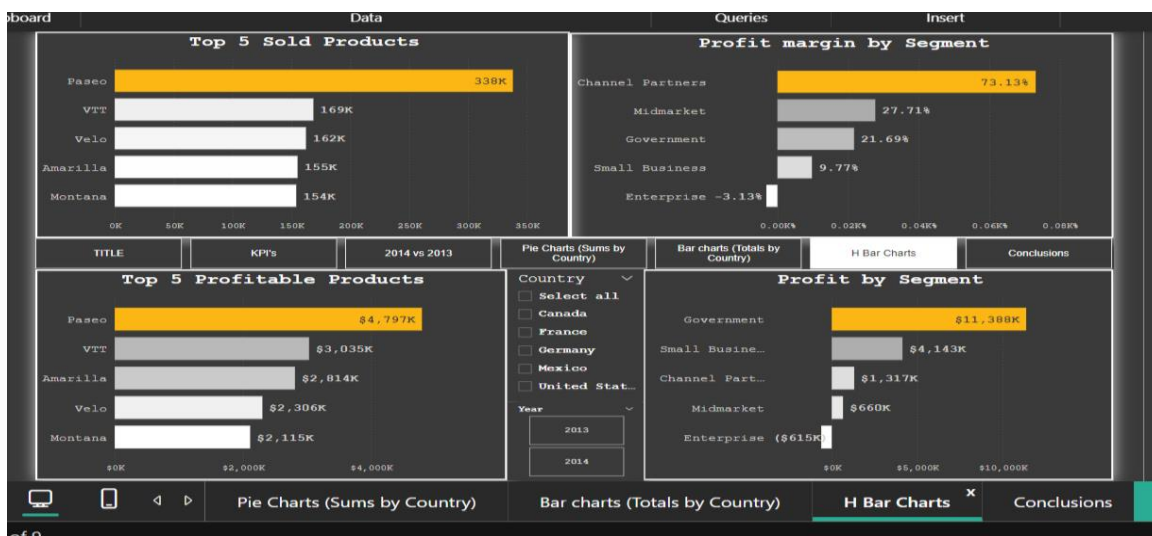 pboard
Data
Queries
Insert
Top 5 Sold Products
Paseo 338K
VTT 169K
Velo 162K
Amarilla 155K
Montana 154K
0K 50K 100K 150K 200K 250K 300K 350K
Profit margin by Segment
Channel Partners 73.13%
Midmarket 27.71%
Government 21.69%
Small Business 9.77%
Enterprise -3.13%
0.00K% 0.02K% 0.04K% 0.06K% 0.08K%
TITLE
KPI's
2014 vs 2013
Pie Charts (Sums by
Country)
Bar charts (Totals by
Country)
H Bar Charts
Conclusions
Top 5 Profitable Products
Paseo $4,797K
VTT $3,035K
Amarilla $2,814K
Velo $2,306K
Montana $2,115K
$0K $2,000K $4,000K
Country
Select all
Canada
France
Germany
Mexico
United Stat…
Year
2013
2014
Profit by Segment
Government $11,388K
Small Busine… $4,143K
Channel Part… $1,317K
Midmarket $660K
Enterprise ($615K)
$0K $5,000K $10,000K
Pie Charts (Sums by Country)
Bar charts (Totals by Country)
H Bar Charts x
Conclusions